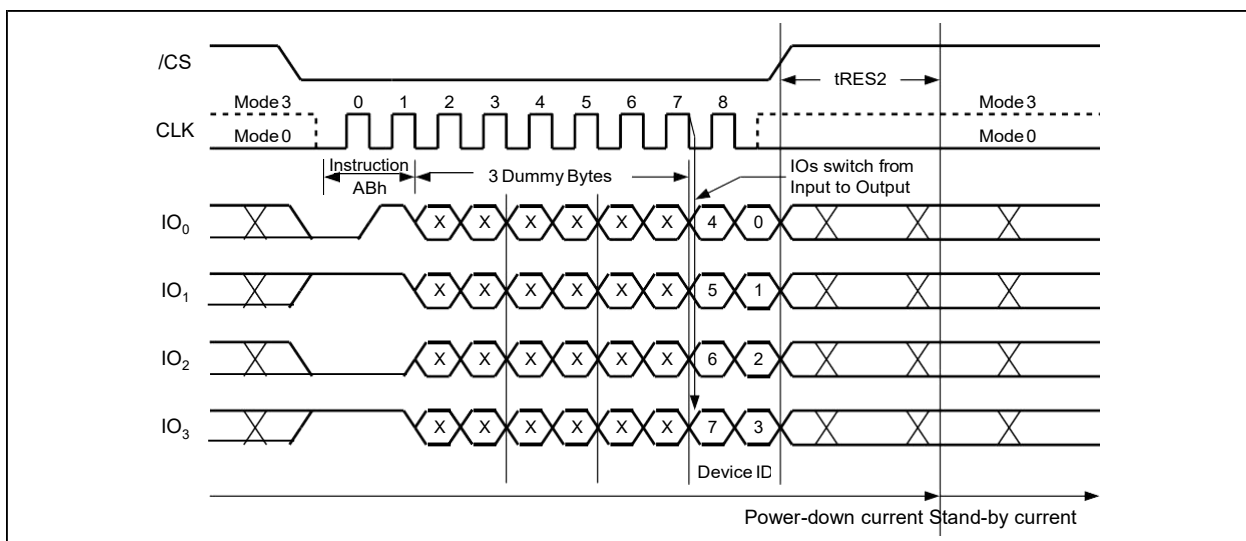 /CS
tRES2
Mode 3 0 1 2 3 4 5 6 7 8 Mode 3
CLK
Mode 0 Mode 0
Instruction
ABh
3 Dummy Bytes
IOs switch from
Input to Output
IO0 X X X X X X 4 0
IO1 X X X X X X 5 1
IO2 X X X X X X 6 2
IO3 X X X X X X 7 3
Device ID
Power-down current Stand-by current